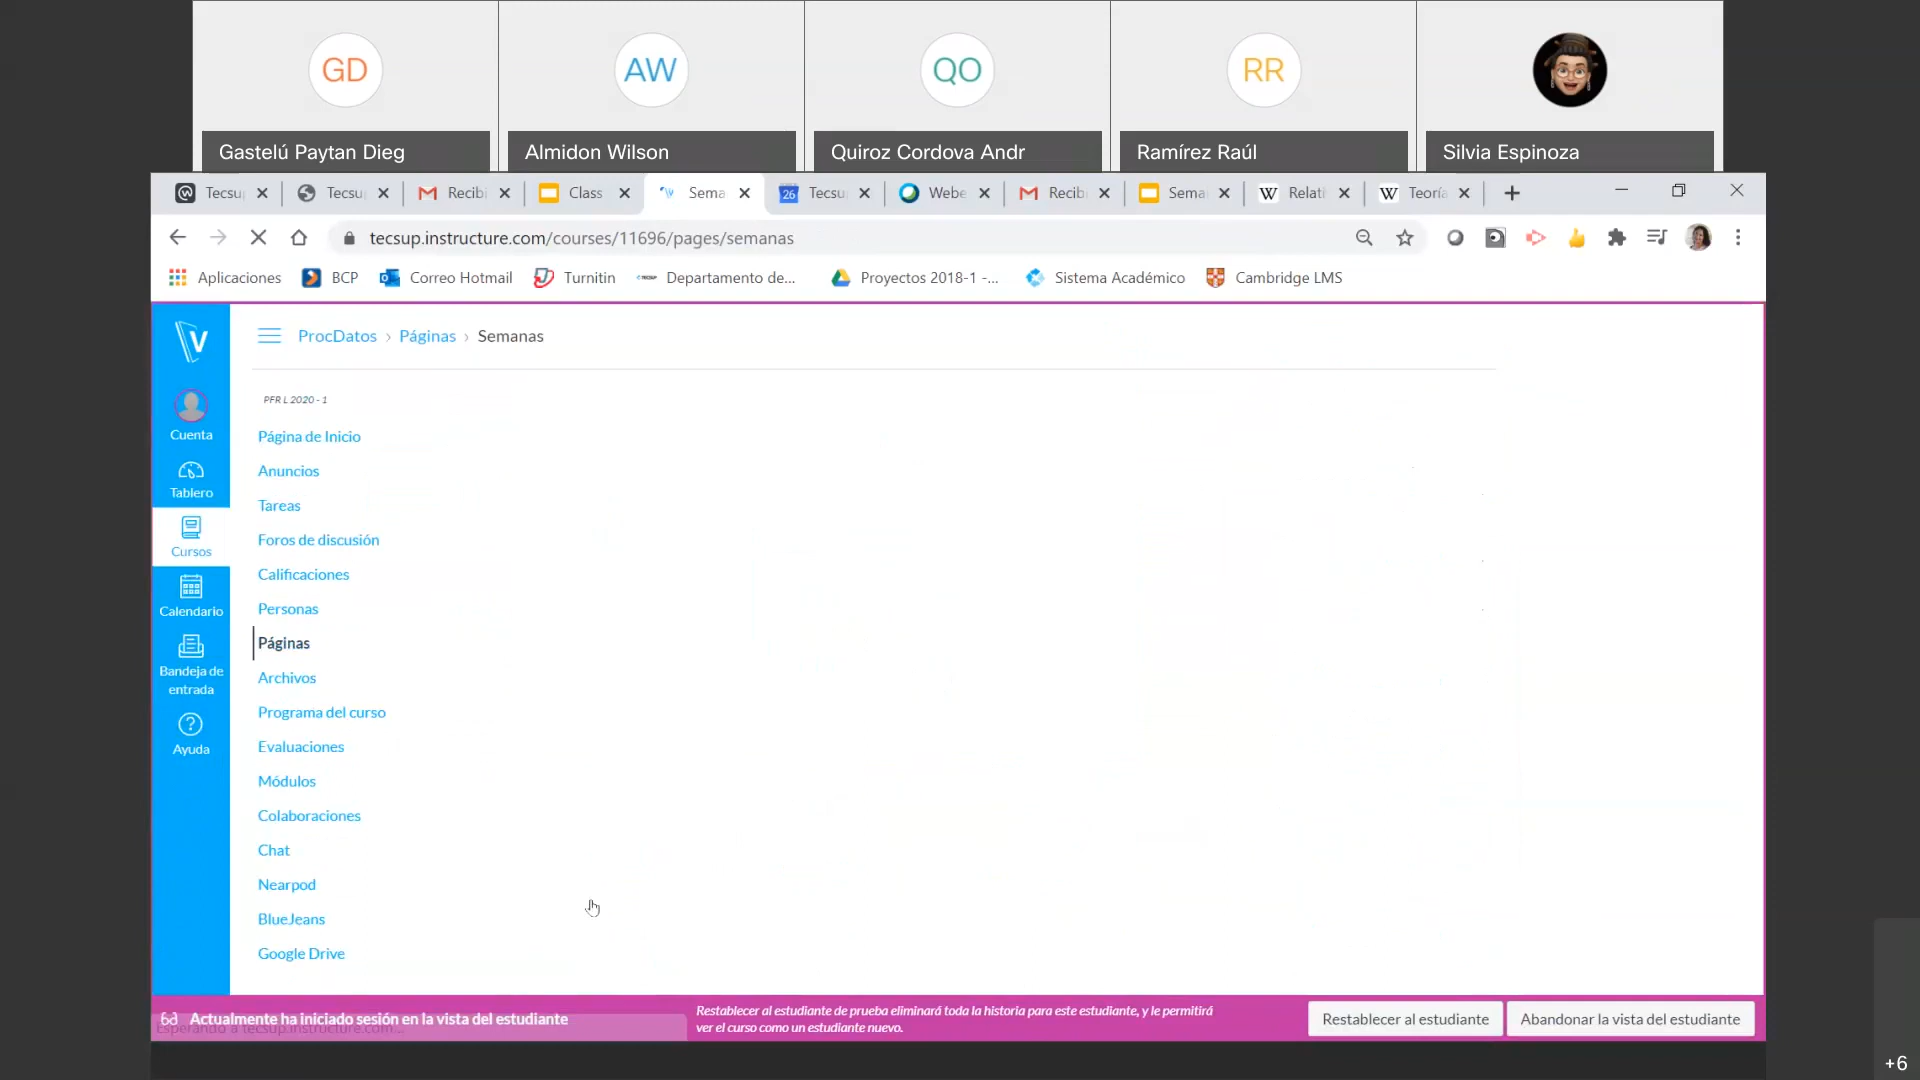 GD
AW
QO
RR
Gastelú Paytan Dieg
Almidon Wilson
Quiroz Cordova Andr
Ramírez Raúl
Silvia Espinoza
Tecsu
Tecsu
Recibi
Class
Sema
26
Tecsu
Webe
Recib
Sema
W
Relati
W
Teoría
tecsup.instructure.com/courses/11696/pages/semanas
Aplicaciones
BCP
Correo Hotmail
Turnitin
Departamento de...
Proyectos 2018-1 -...
Sistema Académico
Cambridge LMS
V
Cuenta
Tablero
Cursos
Calendario
Bandeja de
entrada
Ayuda
ProcDatos › Páginas › Semanas
PFR L 2020 - 1
Página de Inicio
Anuncios
Tareas
Foros de discusión
Calificaciones
Personas
Páginas
Archivos
Programa del curso
Evaluaciones
Módulos
Colaboraciones
Chat
Nearpod
BlueJeans
Google Drive
Actualmente ha iniciado sesión en la vista del estudiante
Esperando a tecsup.instructure.com...
Restablecer al estudiante de prueba eliminará toda la historia para este estudiante, y le permitirá
ver el curso como un estudiante nuevo.
Restablecer al estudiante
Abandonar la vista del estudiante
+6